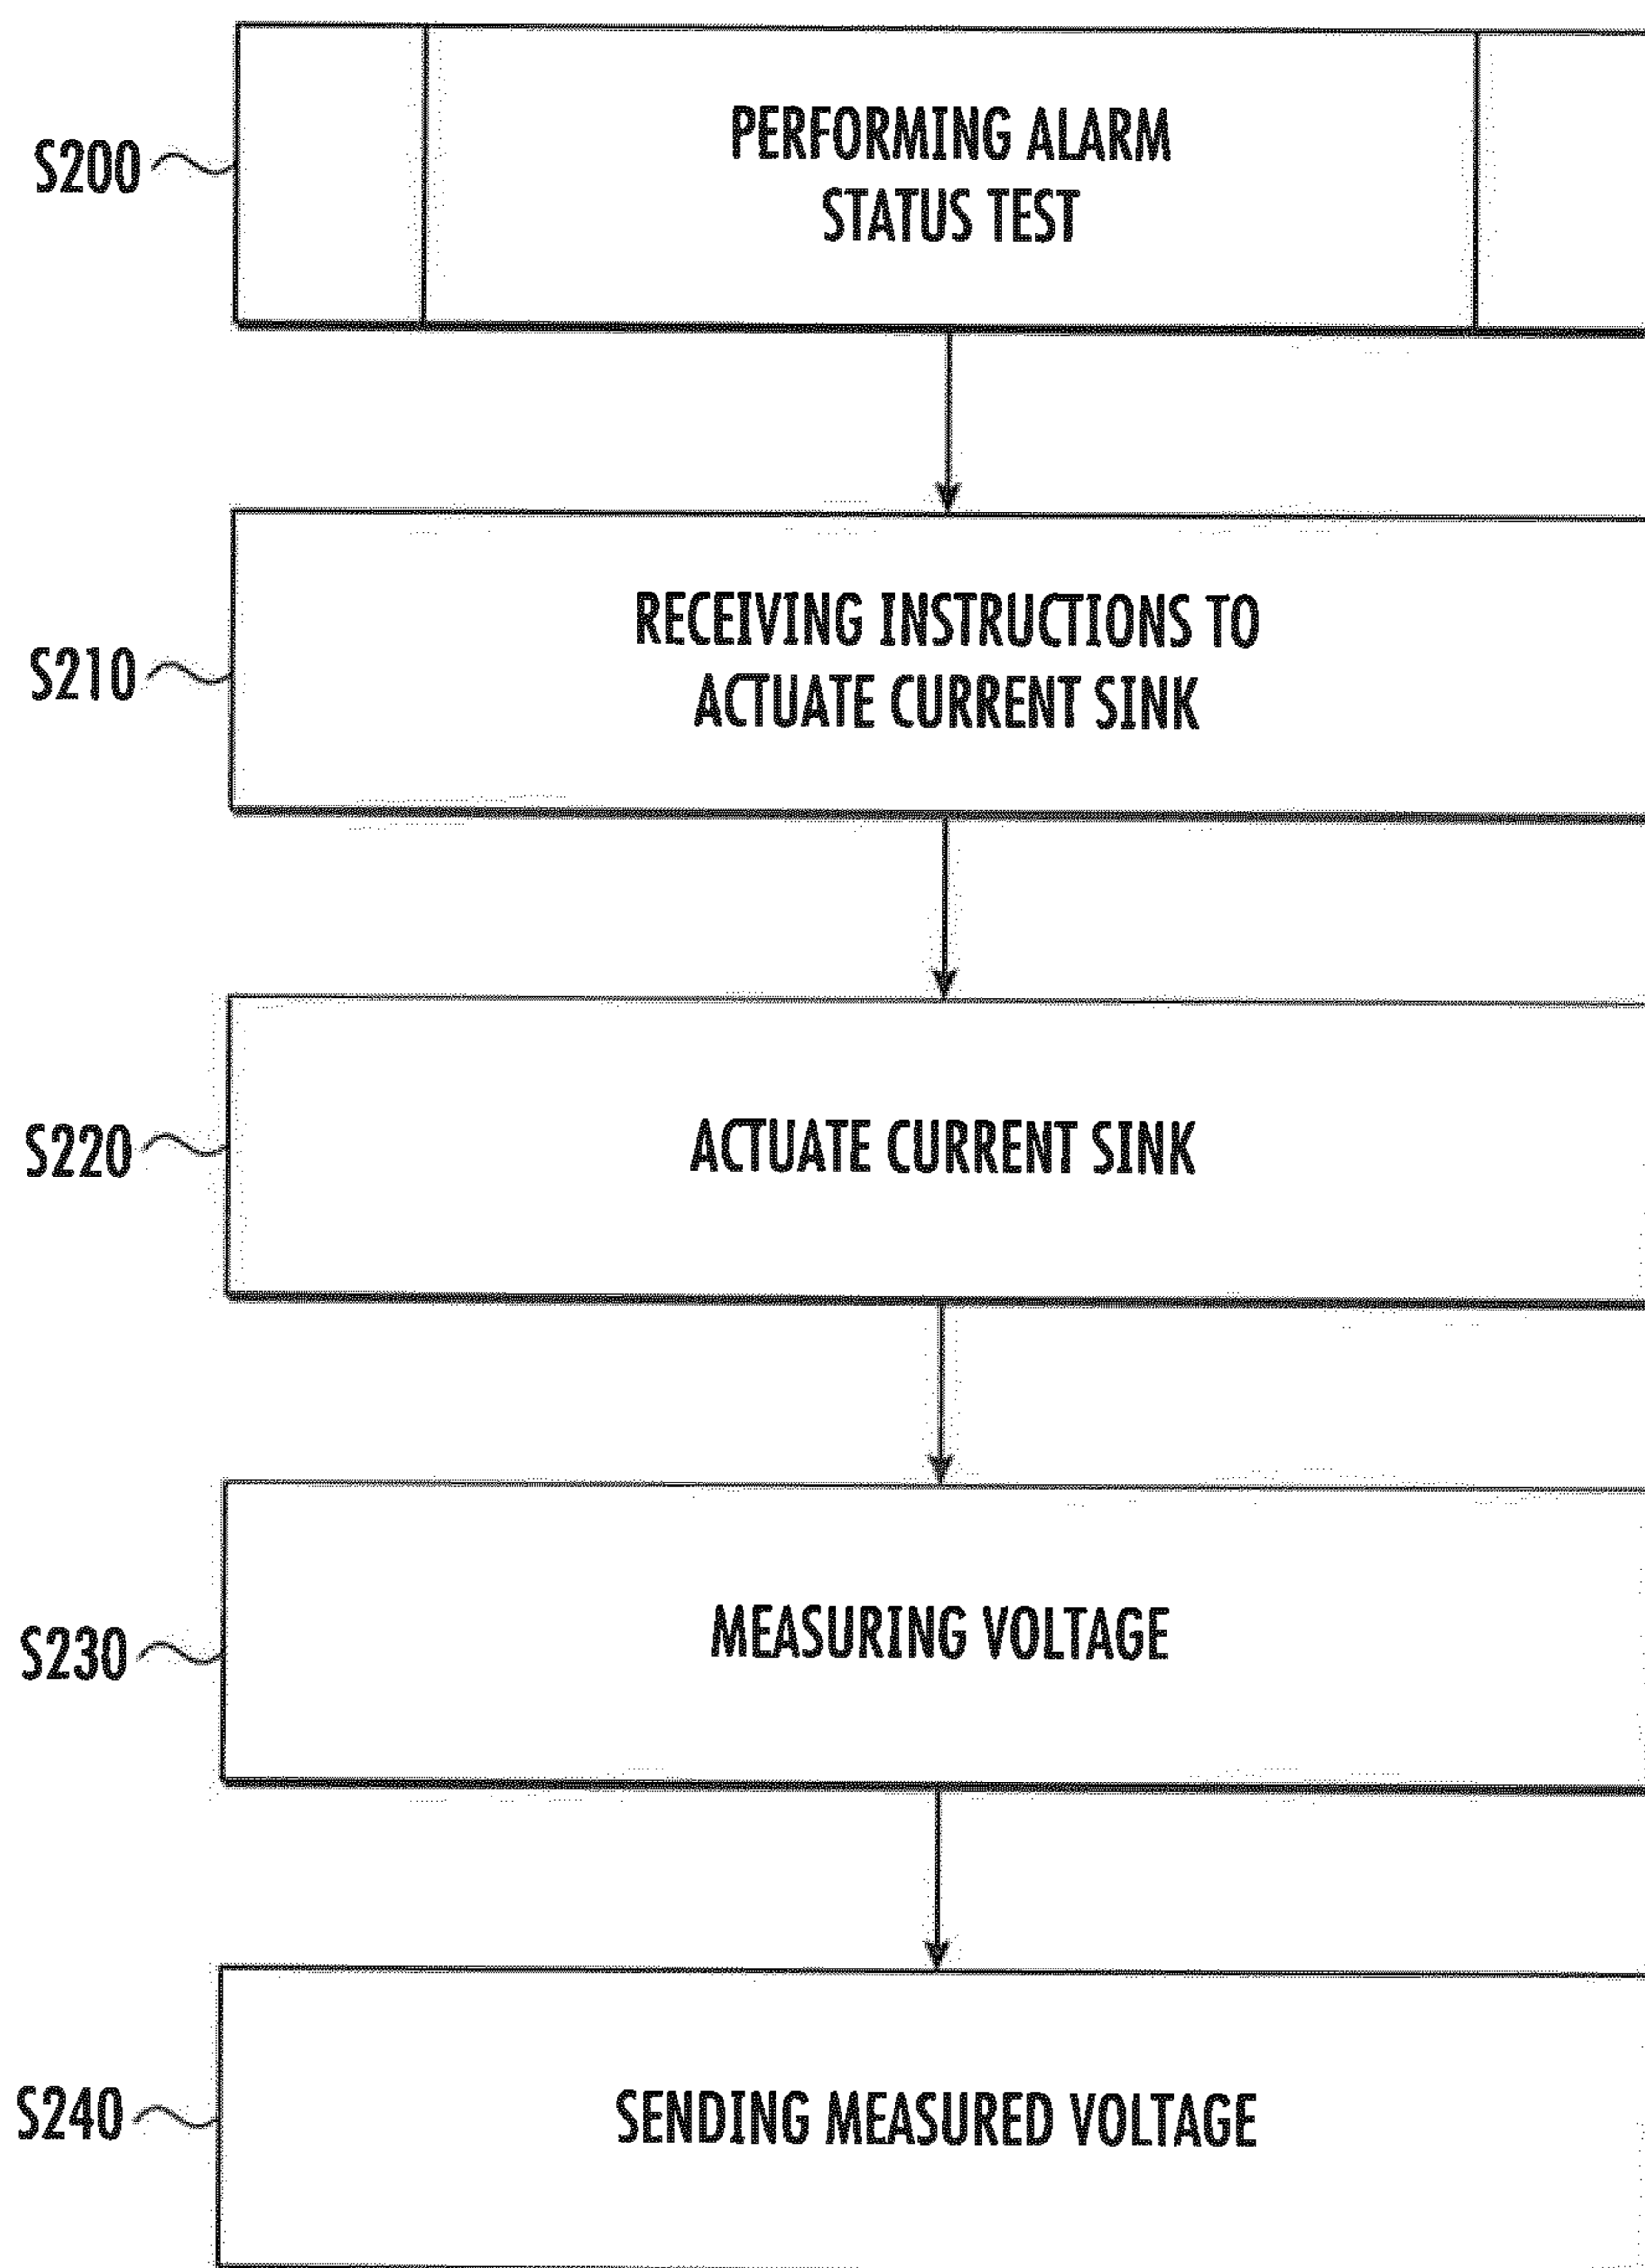 S200
PERFORMING ALARM
STATUS TEST
S210
RECEIVING INSTRUCTIONS TO
ACTUATE CURRENT SINK
S220
ACTUATE CURRENT SINK
S230
MEASURING VOLTAGE
S240
SENDING MEASURED VOLTAGE